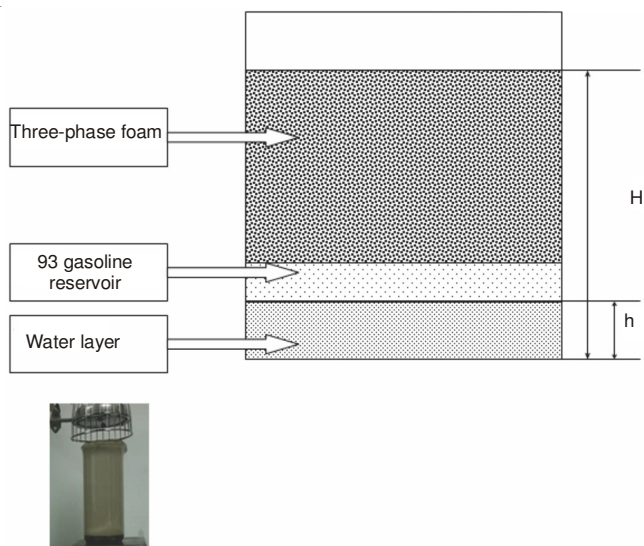 Three-phase foam
H
93 gasoline
reservoir
h
Water layer